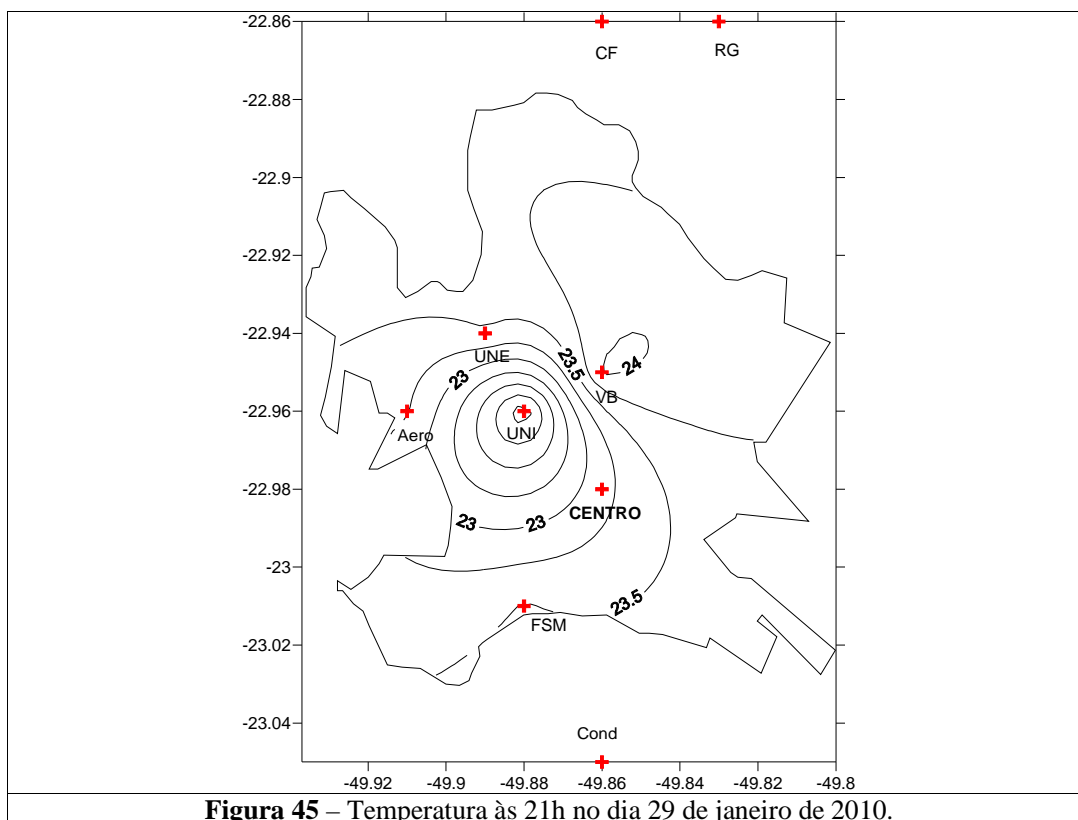 -22.86
CF
RG
-22.88
-22.9
-22.92
-22.94
UNE
23.5
24
VB
23
-22.96
Aero
UNI
-22.98
CENTRO
23
23
-23
23.5
FSM
-23.02
Cond
-23.04
-49.92 -49.9 -49.88 -49.86 -49.84 -49.82 -49.8
Figura 45 – Temperatura às 21h no dia 29 de janeiro de 2010.